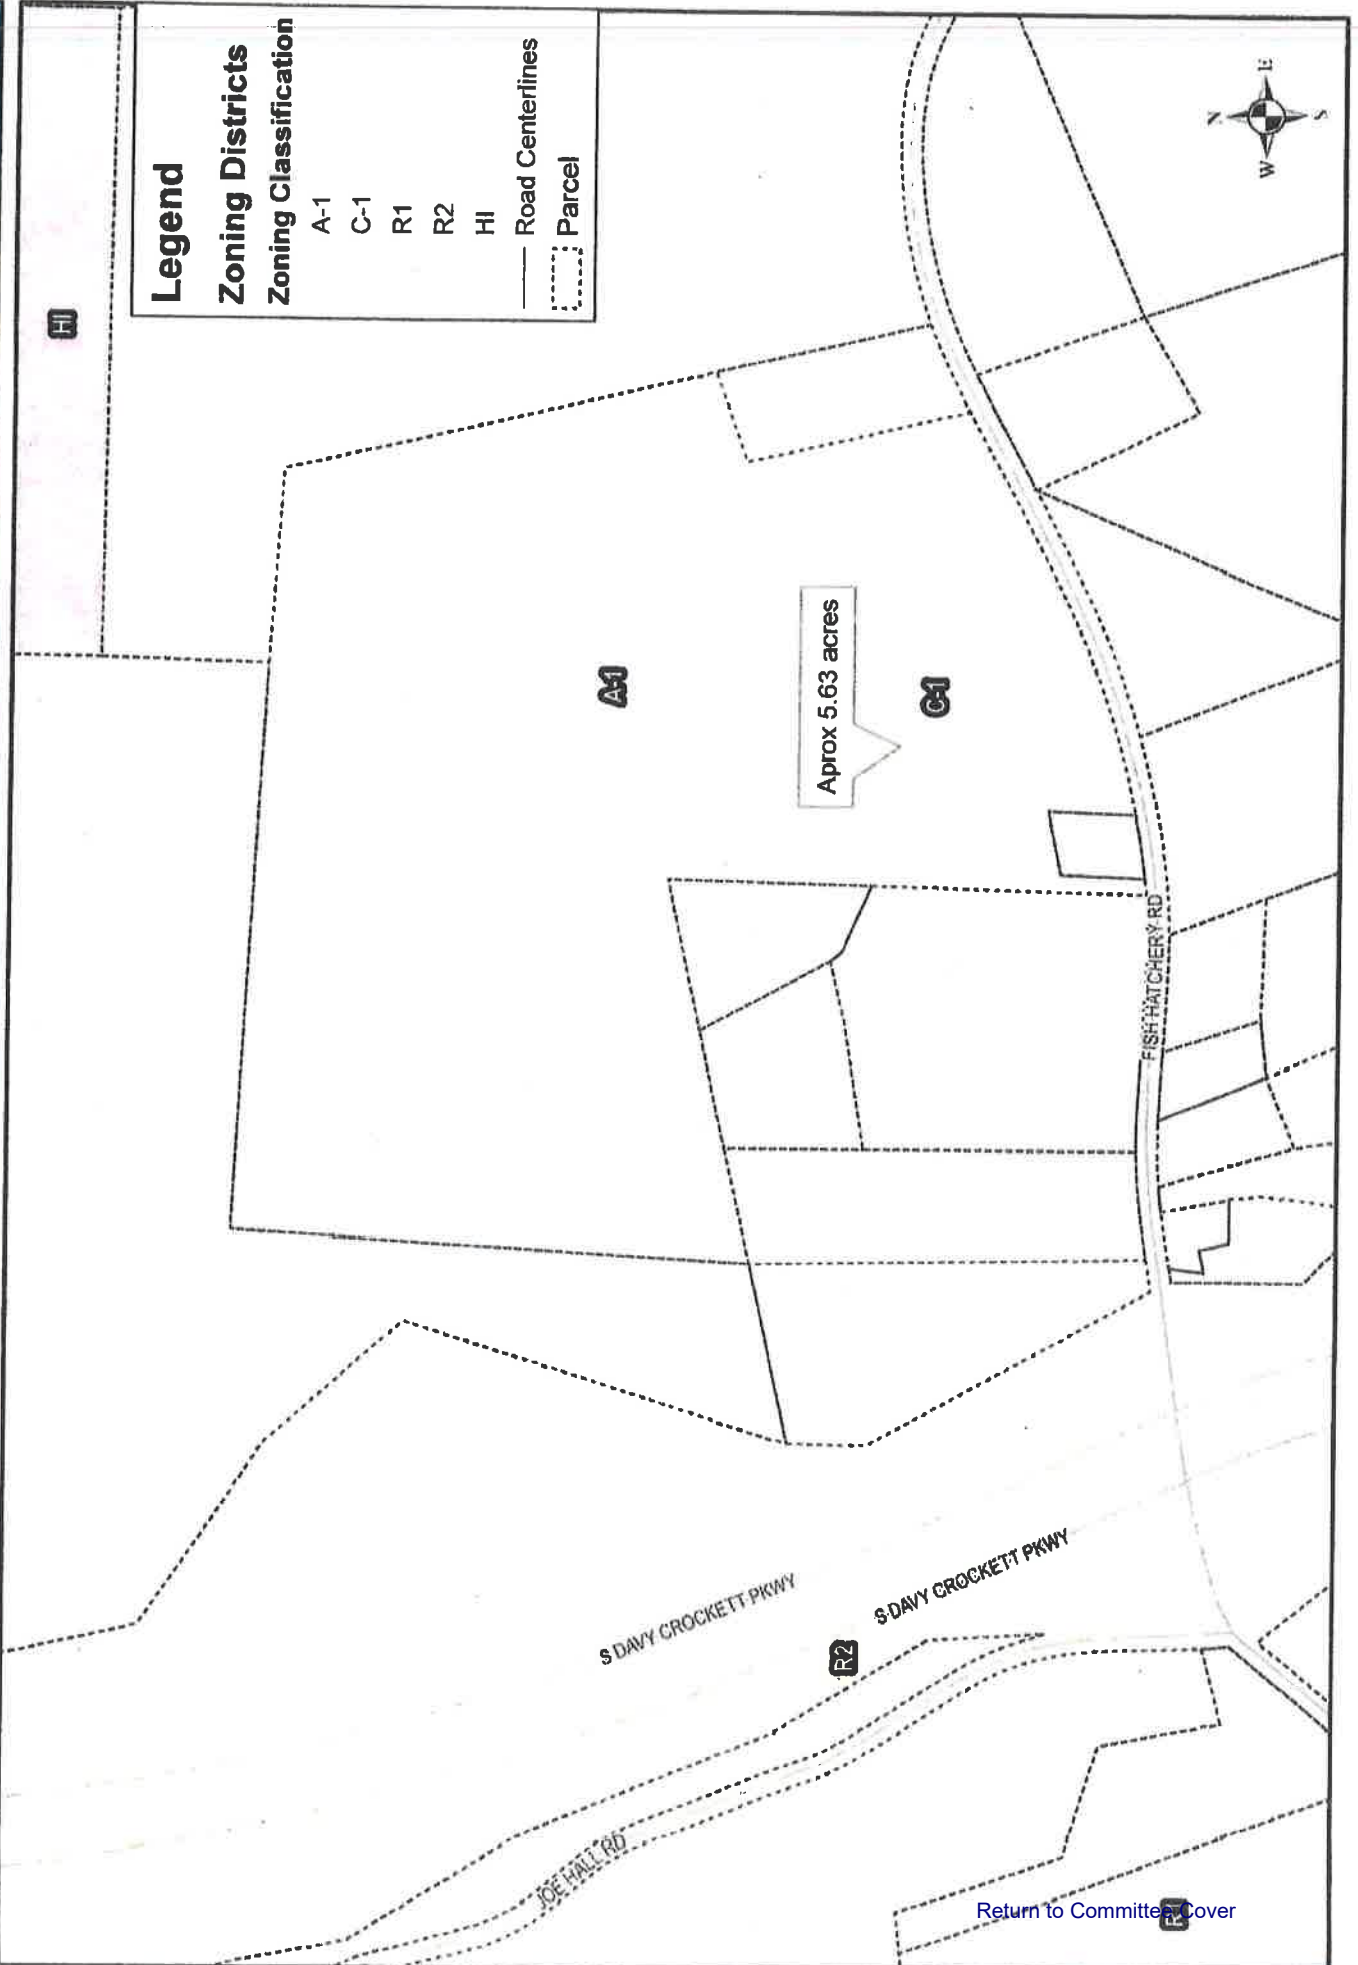 HI
Legend
Zoning Districts
Zoning Classification
A-1
C-1
R1
R2
HI
Road Centerlines
Parcel
N
E
S
W
A-1
Aprox 5.63 acres
C-1
FISH HATCHERY RD
S DAVY CROCKETT PKWY
S DAVY CROCKETT PKWY
R2
JOE HALL RD
R1
Return to Committee Cover